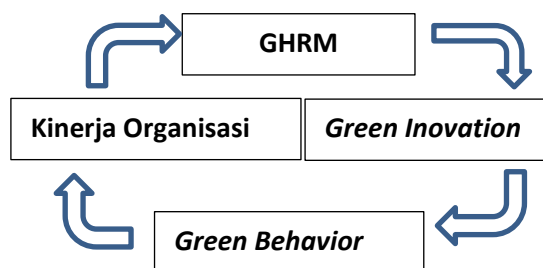 GHRM
Kinerja Organisasi
Green Inovation
Green Behavior